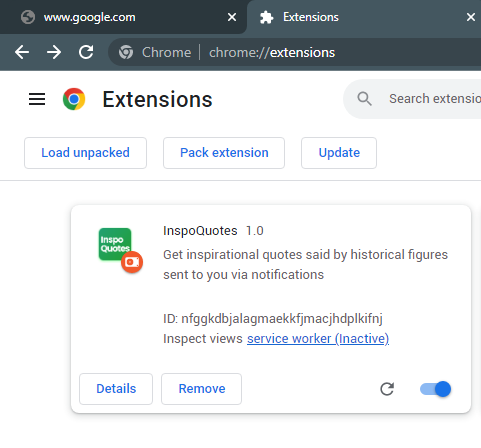 www.google.com
Extensions
Chrome chrome://extensions
Extensions
Search extensio
Load unpacked
Pack extension
Update
Inspo
Quotes
InspoQuotes 1.0
Get inspirational quotes said by historical figures
sent to you via notifications
ID: nfggkdbjalagmaekkfjmacjhdplkifnj
Inspect views service worker (Inactive)
Details
Remove